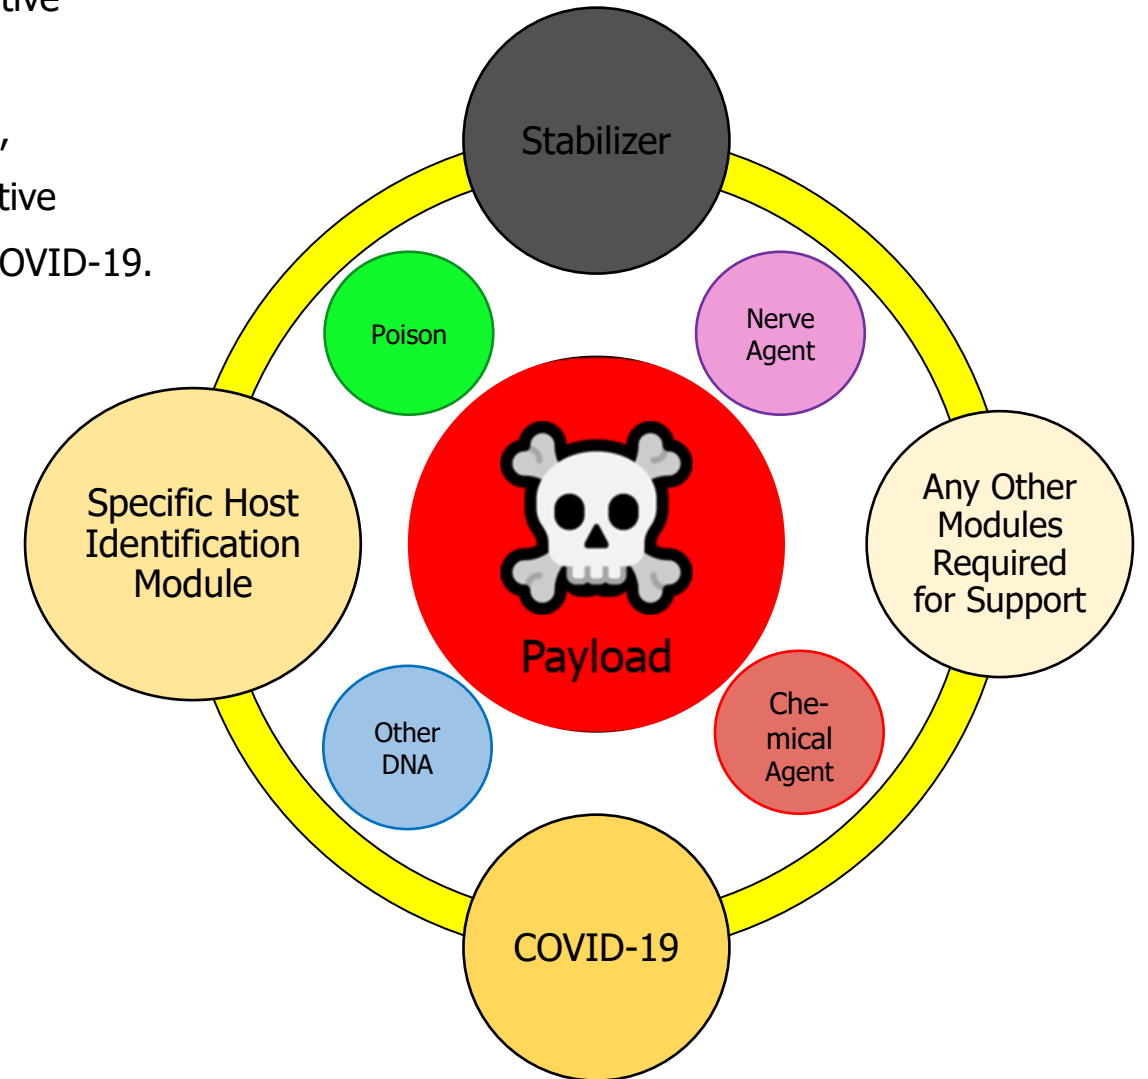 tive
,
tive
OVID-19.
Stabilizer
Poison
Nerve
Agent
Specific Host
Identification
Module
Any Other
Modules
Required
for Support
Payload
Other
DNA
Che-
mical
Agent
COVID-19